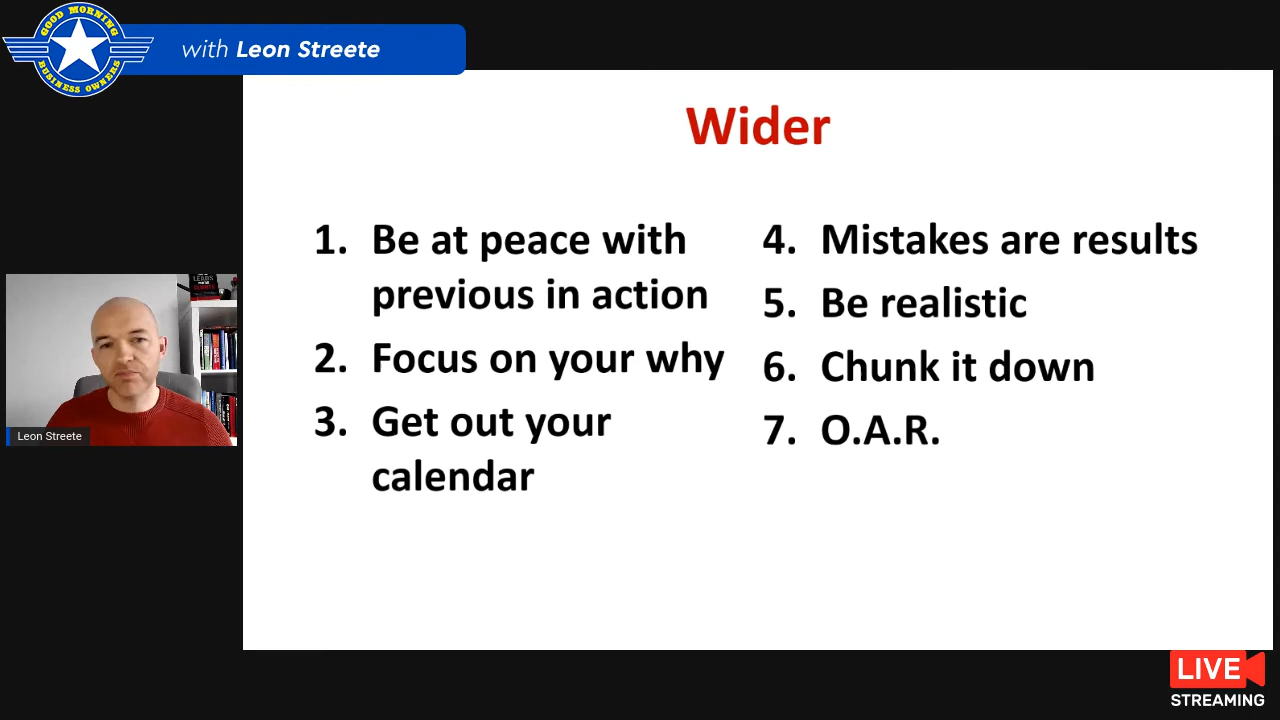 GOOD MORNING
BUSINESS OWNERS
with Leon Streete
Wider
1. Be at peace with
previous in action
2. Focus on your why
3. Get out your
calendar
4. Mistakes are results
5. Be realistic
6. Chunk it down
7. O.A.R.
Leon Streete
LIVE
STREAMING